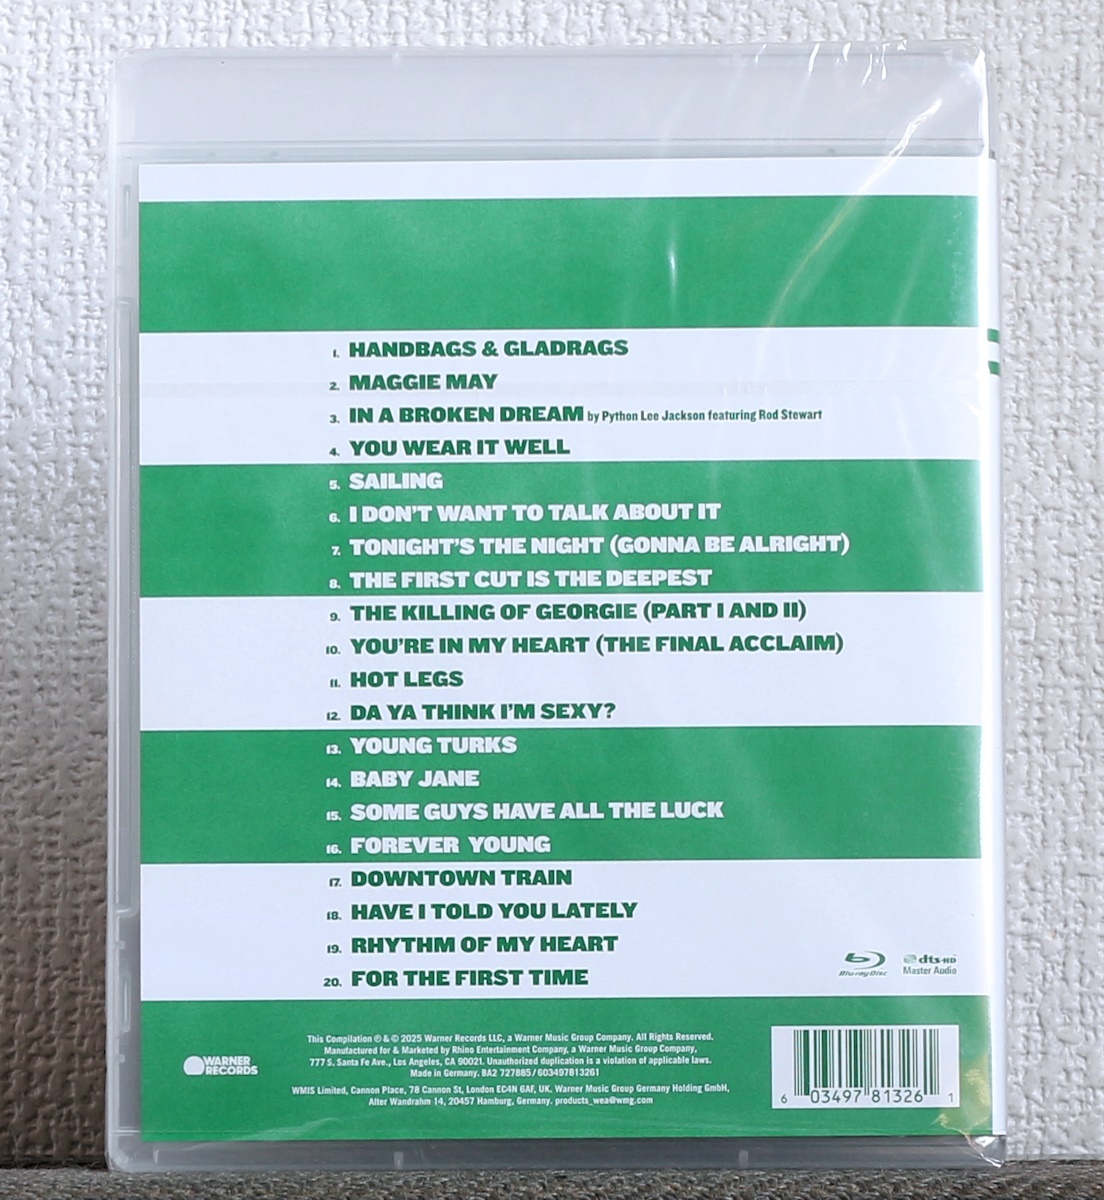 1. HANDBAGS & GLADRAGS
2. MAGGIE MAY
3. IN A BROKEN DREAM by Python Lee Jackson featuring Rod Stewart
4. YOU WEAR IT WELL
5. SAILING
6. I DON'T WANT TO TALK ABOUT IT
7. TONIGHT'S THE NIGHT (GONNA BE ALRIGHT)
8. THE FIRST CUT IS THE DEEPEST
9. THE KILLING OF GEORGIE (PART I AND II)
10. YOU'RE IN MY HEART (THE FINAL ACCLAIM)
11. HOT LEGS
12. DA YA THINK I'M SEXY?
13. YOUNG TURKS
14. BABY JANE
15. SOME GUYS HAVE ALL THE LUCK
16. FOREVER YOUNG
17. DOWNTOWN TRAIN
18. HAVE I TOLD YOU LATELY
19. RHYTHM OF MY HEART
20. FOR THE FIRST TIME
Blu-ray Disc
dts-HD
Master Audio
This Compilation ℗ & © 2025 Warner Records LLC, a Warner Music Group Company. All Rights Reserved.
Manufactured for & Marketed by Rhino Entertainment Company, a Warner Music Group Company,
777 S. Santa Fe Ave., Los Angeles, CA 90021. Unauthorized duplication is a violation of applicable laws.
Made in Germany. BA2 727885 / 603497813261
WMIS Limited, Cannon Place, 78 Cannon St, London EC4N 6AF, UK. Warner Music Group Germany Holding GmbH,
Alter Wandrahm 14, 20457 Hamburg, Germany. products_wea@wmg.com
WARNER
RECORDS
6 03497 81326 1